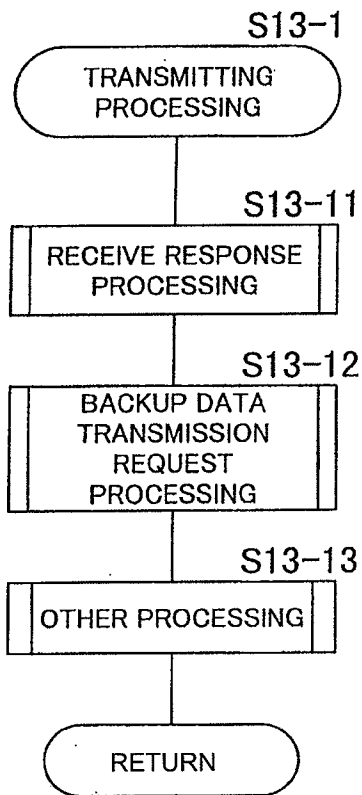 S13-1
TRANSMITTING
PROCESSING
S13-11
RECEIVE RESPONSE
PROCESSING
S13-12
BACKUP DATA
TRANSMISSION
REQUEST
PROCESSING
S13-13
OTHER PROCESSING
RETURN